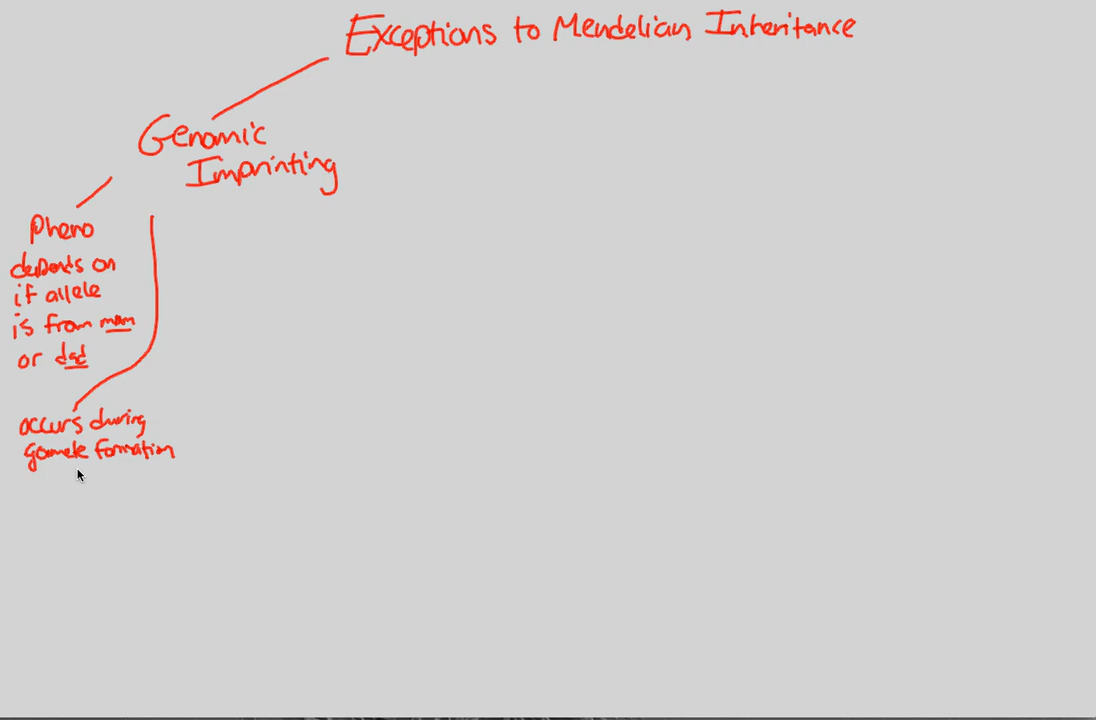 Exceptions to Mendelian Inheritance
Genomic
Imprinting
Pheno
depends on
if allele
is from mom
or dad
occurs during
gamete formation